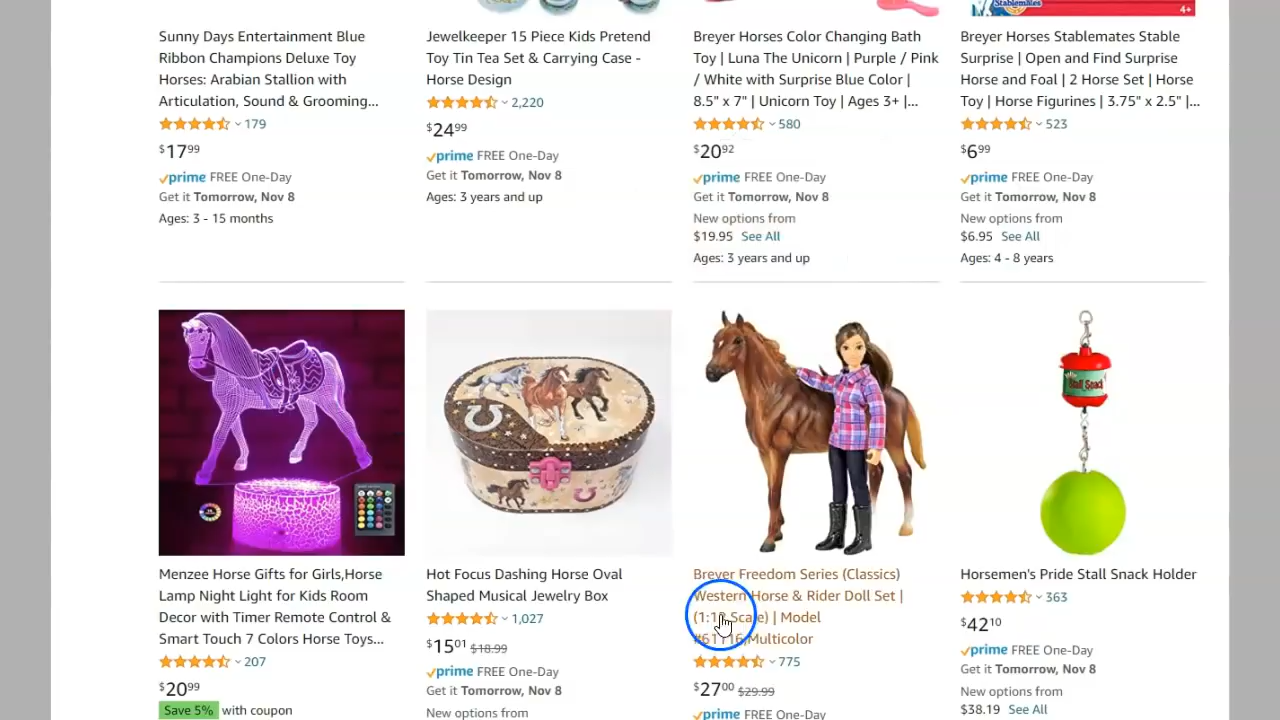 Stablemates
4+
Sunny Days Entertainment Blue
Ribbon Champions Deluxe Toy
Horses: Arabian Stallion with
Articulation, Sound & Grooming...
179
$17 99
prime FREE One-Day
Get it Tomorrow, Nov 8
Ages: 3 - 15 months
Jewelkeeper 15 Piece Kids Pretend
Toy Tin Tea Set & Carrying Case -
Horse Design
2,220
$24 99
prime FREE One-Day
Get it Tomorrow, Nov 8
Ages: 3 years and up
Breyer Horses Color Changing Bath
Toy | Luna The Unicorn | Purple / Pink
/ White with Surprise Blue Color |
8.5" x 7" | Unicorn Toy | Ages 3+ |...
580
$20 92
prime FREE One-Day
Get it Tomorrow, Nov 8
New options from
$19.95 See All
Ages: 3 years and up
Breyer Horses Stablemates Stable
Surprise | Open and Find Surprise
Horse and Foal | 2 Horse Set | Horse
Toy | Horse Figurines | 3.75" x 2.5" |...
523
$6 99
prime FREE One-Day
Get it Tomorrow, Nov 8
New options from
$6.95 See All
Ages: 4 - 8 years
Menzee Horse Gifts for Girls,Horse
Lamp Night Light for Kids Room
Decor with Timer Remote Control &
Smart Touch 7 Colors Horse Toys...
207
$20 99
Save 5% with coupon
Hot Focus Dashing Horse Oval
Shaped Musical Jewelry Box
1,027
$15 01 $18.99
prime FREE One-Day
Get it Tomorrow, Nov 8
New options from
Breyer Freedom Series (Classics)
Western Horse & Rider Doll Set |
(1:12 Scale) | Model
#61116,Multicolor
775
$27 00 $29.99
prime FREE One-Day
Stall Snack
Horsemen's Pride Stall Snack Holder
363
$42 10
prime FREE One-Day
Get it Tomorrow, Nov 8
New options from
$38.19 See All